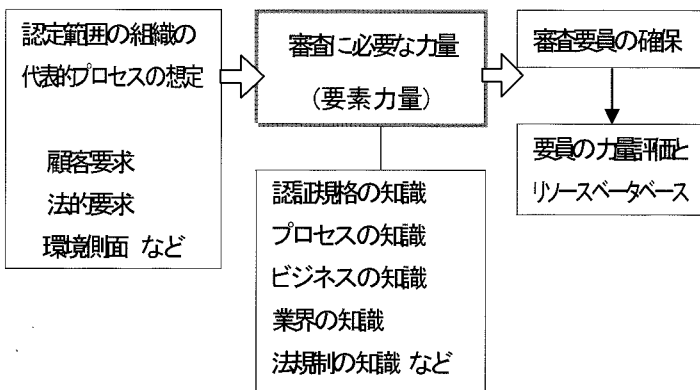 認定範囲の組織の
代表的プロセスの想定
顧客要求
法的要求
環境側面 など
審査に必要な力量
(要素力量)
認証規格の知識
プロセスの知識
ビジネスの知識
業界の知識
法規制の知識 など
審査要員の確保
要員の力量評価と
リソースベータベース